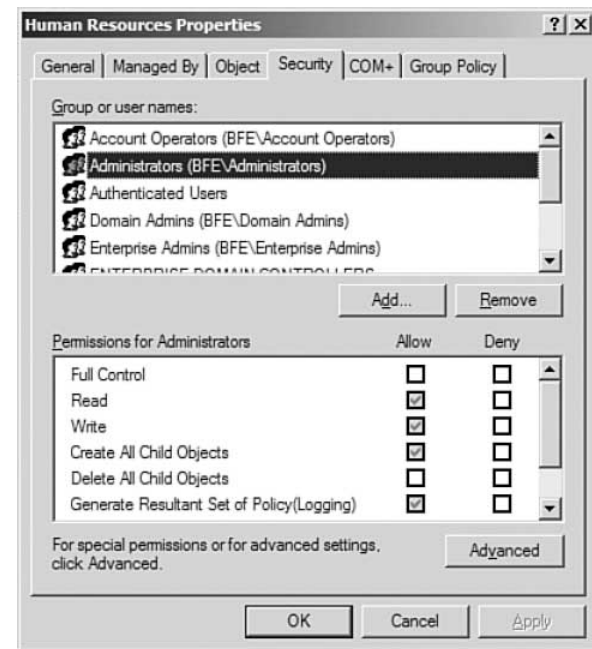 Human Resources Properties
General Managed By Object Security COM+ Group Policy
Group or user names:
Account Operators (BFE\Account Operators)
Administrators (BFE\Administrators)
Authenticated Users
Domain Admins (BFE\Domain Admins)
Enterprise Admins (BFE\Enterprise Admins)
ENTERPRISE DOMAIN CONTROLLERS
Add... Remove
Permissions for Administrators Allow Deny
Full Control
Read
Write
Create All Child Objects
Delete All Child Objects
Generate Resultant Set of Policy(Logging)
For special permissions or for advanced settings,
click Advanced.
Advanced
OK Cancel Apply